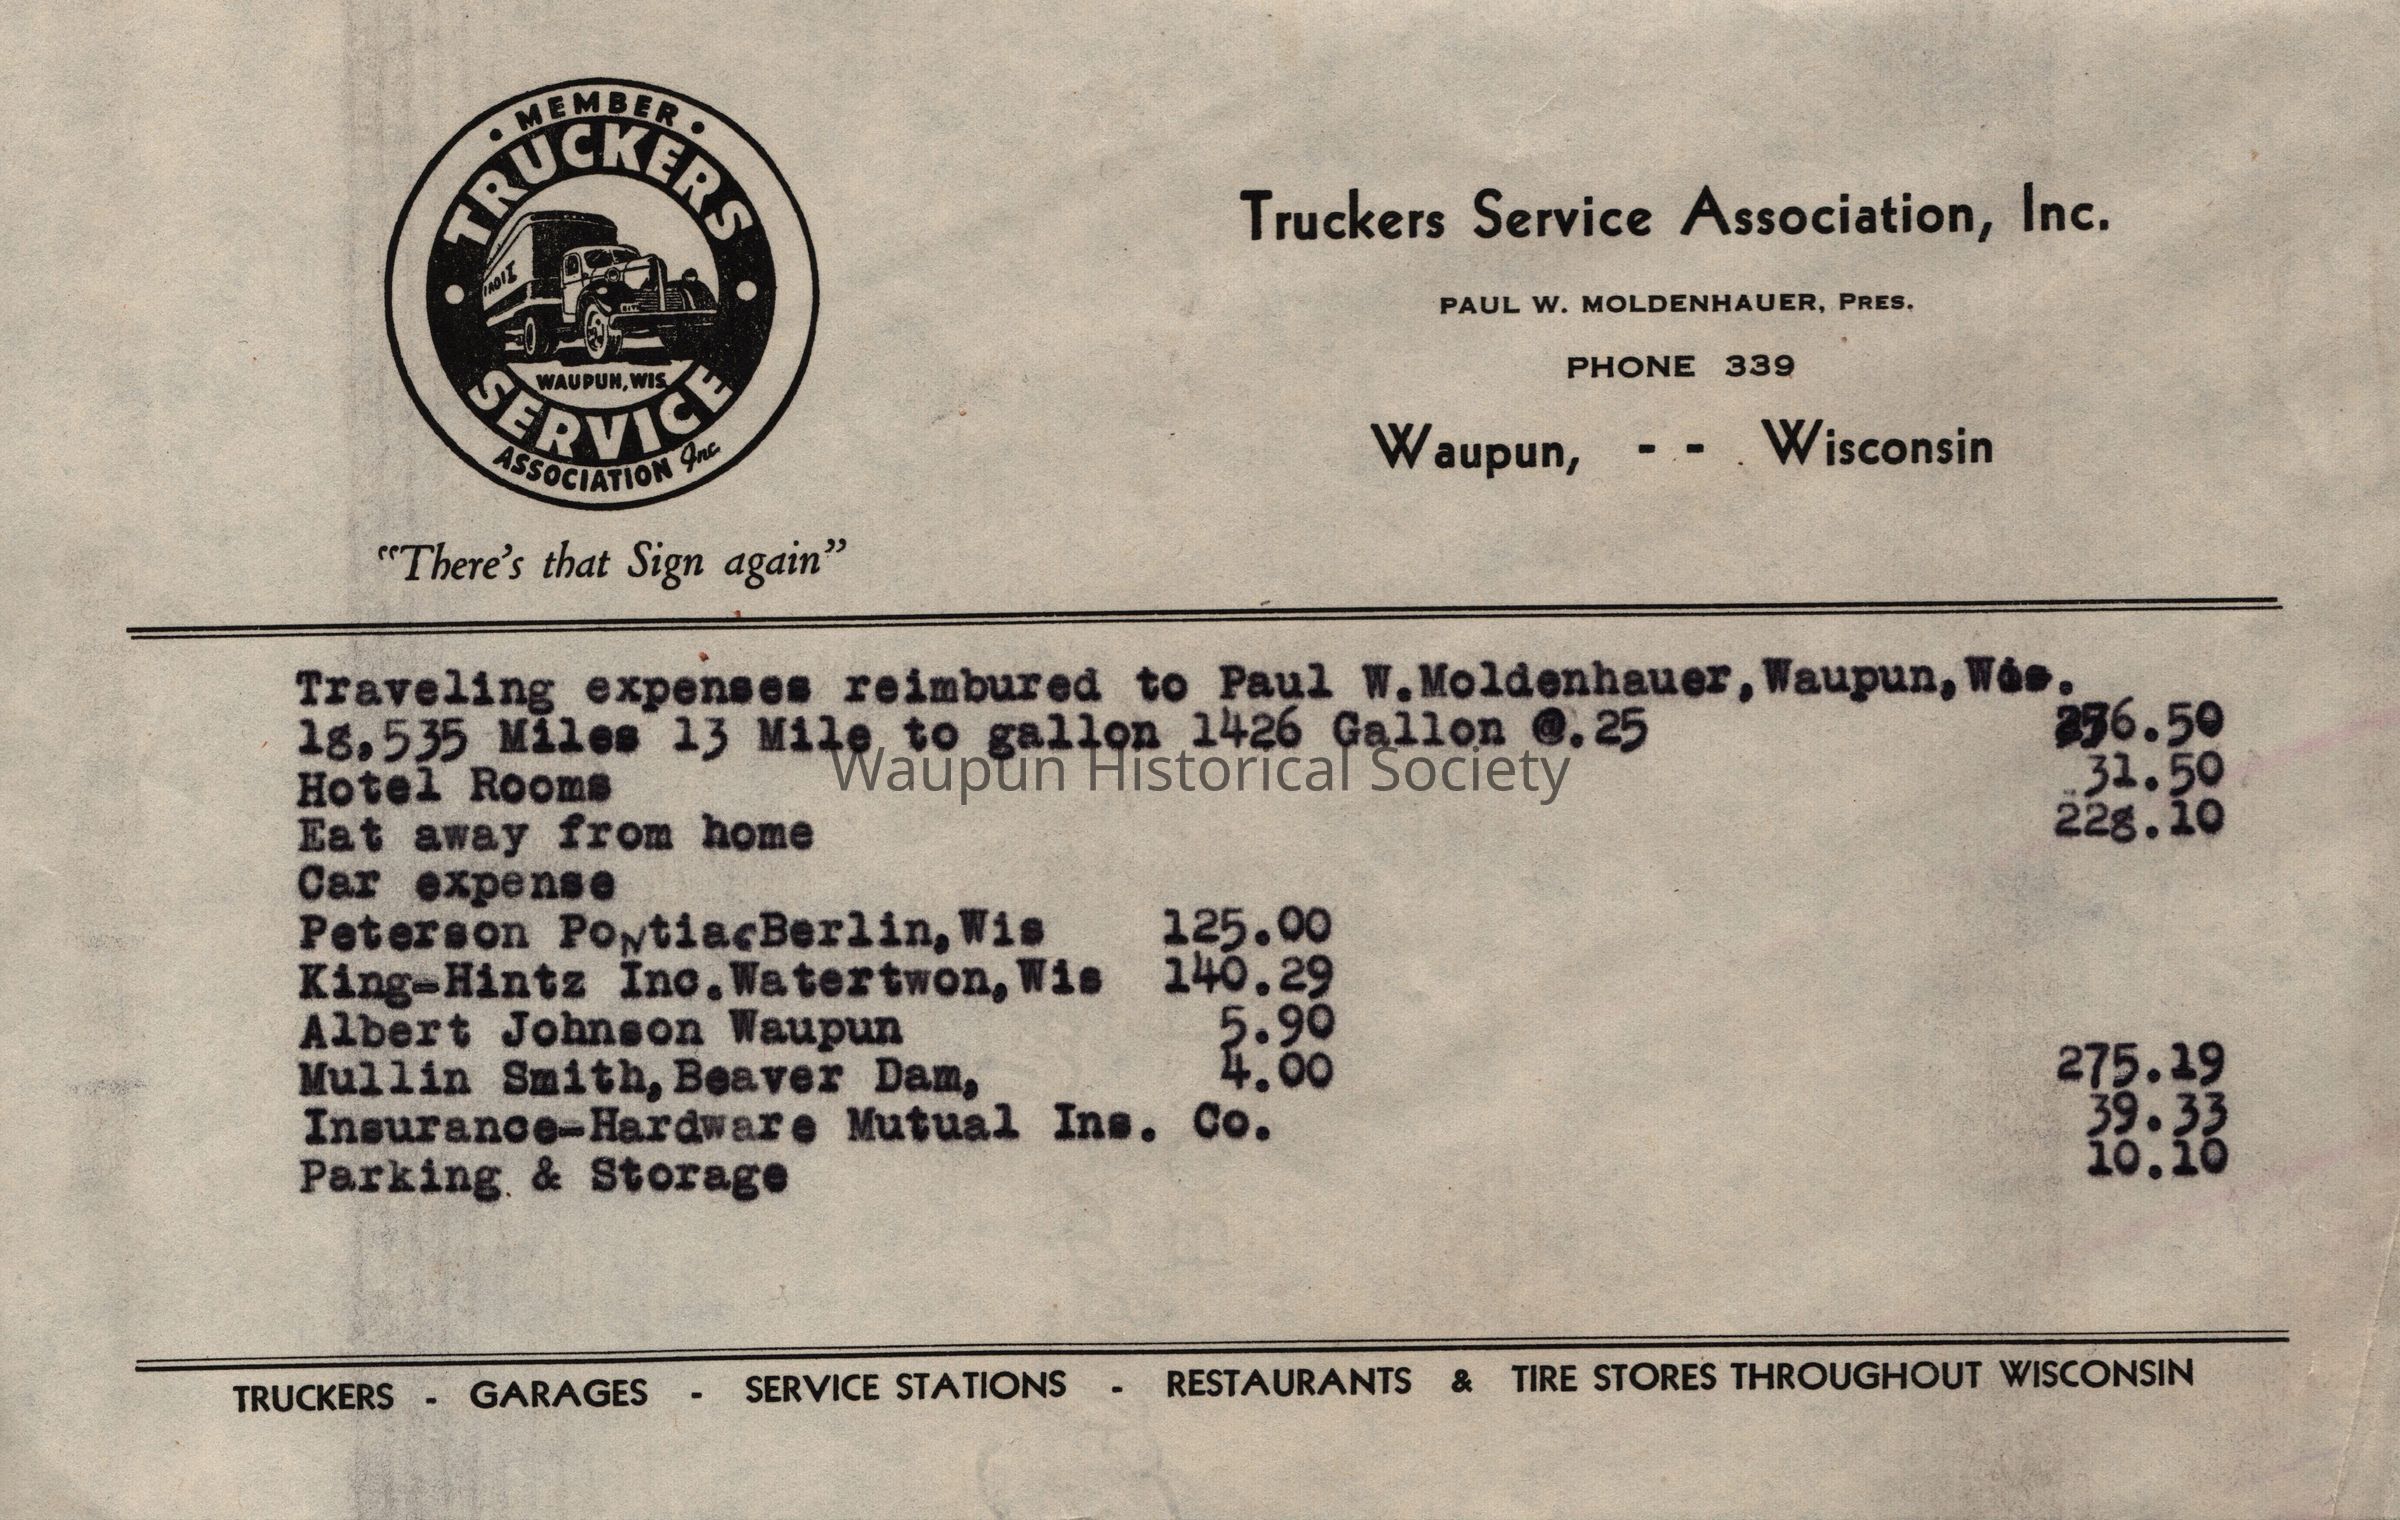 • MEMBER •
TRUCKERS
WAUPUN, WIS.
SERVICE
ASSOCIATION Inc.
"There's that Sign again"
Truckers Service Association, Inc.
PAUL W. MOLDENHAUER, PRES.
PHONE 339
Waupun, - - Wisconsin
Traveling expenses reimbured to Paul W.Moldenhauer,Waupun,Wis.
18,535 Miles 13 Mile to gallon 1426 Gallon @.25
Waupun Historical Society
Hotel Rooms 31.50
Eat away from home 228.10
Car expense
Peterson PoNtiacBerlin,Wis 125.00
King-Hintz Inc.Watertwon,Wis 140.29
Albert Johnson Waupun 5.90
Mullin Smith,Beaver Dam, 4.00 275.19
Insurance-Hardware Mutual Ins. Co. 39.33
Parking & Storage 10.10
TRUCKERS - GARAGES - SERVICE STATIONS - RESTAURANTS & TIRE STORES THROUGHOUT WISCONSIN